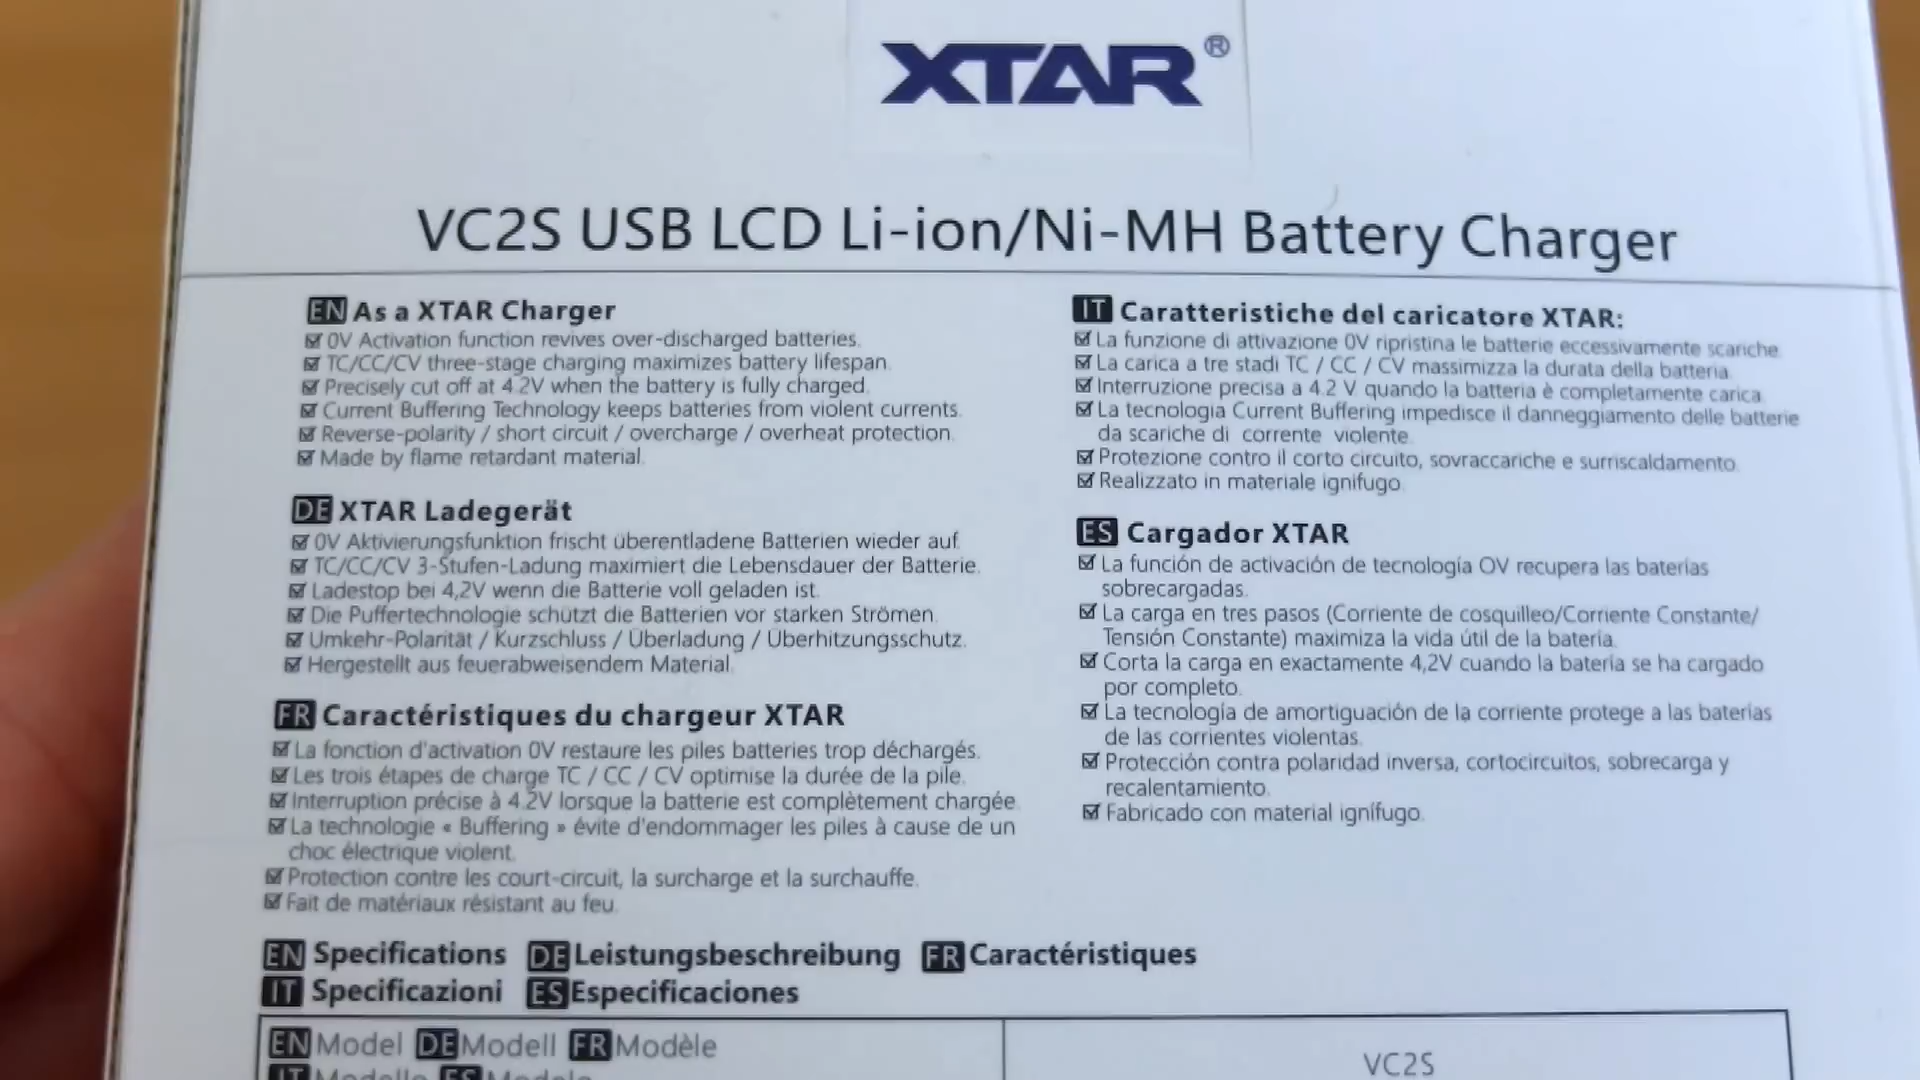 XTAR®
VC2S USB LCD Li-ion/Ni-MH Battery Charger
EN As a XTAR Charger
0V Activation function revives over-discharged batteries.
TC/CC/CV three-stage charging maximizes battery lifespan.
Precisely cut off at 4.2V when the battery is fully charged.
Current Buffering Technology keeps batteries from violent currents.
Reverse-polarity / short circuit / overcharge / overheat protection.
Made by flame retardant material.
DE XTAR Ladegerät
0V Aktivierungsfunktion frischt überentladene Batterien wieder auf.
TC/CC/CV 3-Stufen-Ladung maximiert die Lebensdauer der Batterie.
Ladestop bei 4,2V wenn die Batterie voll geladen ist.
Die Puffertechnologie schützt die Batterien vor starken Strömen.
Umkehr-Polarität / Kurzschluss / Überladung / Überhitzungsschutz.
Hergestellt aus feuerabweisendem Material.
FR Caractéristiques du chargeur XTAR
La fonction d'activation 0V restaure les piles batteries trop déchargés.
Les trois étapes de charge TC / CC / CV optimise la durée de la pile.
Interruption précise à 4.2V lorsque la batterie est complètement chargée.
La technologie « Buffering » évite d'endommager les piles à cause de un
choc électrique violent.
Protection contre les court-circuit, la surcharge et la surchauffe.
Fait de matériaux résistant au feu.
IT Caratteristiche del caricatore XTAR:
La funzione di attivazione 0V ripristina le batterie eccessivamente scariche.
La carica a tre stadi TC / CC / CV massimizza la durata della batteria.
Interruzione precisa a 4.2 V quando la batteria è completamente carica.
La tecnologia Current Buffering impedisce il danneggiamento delle batterie
da scariche di corrente violente.
Protezione contro il corto circuito, sovraccariche e surriscaldamento.
Realizzato in materiale ignifugo.
ES Cargador XTAR
La función de activación de tecnología OV recupera las baterías
sobrecargadas.
La carga en tres pasos (Corriente de cosquilleo/Corriente Constante/
Tensión Constante) maximiza la vida útil de la batería.
Corta la carga en exactamente 4,2V cuando la batería se ha cargado
por completo.
La tecnología de amortiguación de la corriente protege a las baterías
de las corrientes violentas.
Protección contra polaridad inversa, cortocircuitos, sobrecarga y
recalentamiento.
Fabricado con material ignífugo.
EN Specifications DE Leistungsbeschreibung FR Caractéristiques
IT Specificazioni ES Especificaciones
EN Model DE Modell FR Modèle
IT Modello ES Modelo
VC2S